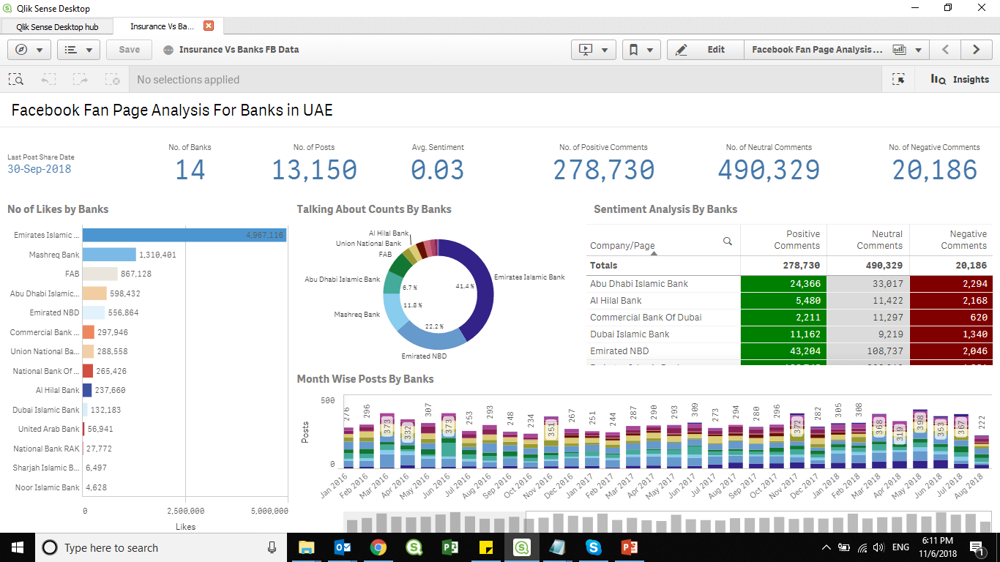 Qlik Sense Desktop
Qlik Sense Desktop hub
Insurance Vs Ba...
Save
Insurance Vs Banks FB Data
Edit
Facebook Fan Page Analysis...
No selections applied
Insights
Facebook Fan Page Analysis For Banks in UAE
Last Post Share Date
30-Sep-2018
No. of Banks
14
No. of Posts
13,150
Avg. Sentiment
0.03
No. of Positive Comments
278,730
No. of Neutral Comments
490,329
No. of Negative Comments
20,186
No of Likes by Banks
Emirates Islamic ... 4,967,116
Mashreq Bank 1,310,401
FAB 867,128
Abu Dhabi Islamic... 598,432
Emirated NBD 556,864
Commercial Bank ... 297,946
Union National Ba... 288,558
National Bank Of ... 265,426
Al Hilal Bank 237,660
Dubai Islamic Bank 132,183
United Arab Bank 56,941
National Bank RAK 27,772
Sharjah Islamic B... 6,497
Noor Islamic Bank 4,628
0 2,500,000 5,000,000
Likes
Talking About Counts By Banks
Al Hilal Bank
Union National Bank
FAB
Abu Dhabi Islamic Bank
6.7 %
Mashreq Bank
11.8 %
Emirated NBD
22.2 %
Emirates Islamic Bank
41.4 %
Sentiment Analysis By Banks
Company/Page Positive Comments Neutral Comments Negative Comments
Totals 278,730 490,329 20,186
Abu Dhabi Islamic Bank 24,366 33,017 2,294
Al Hilal Bank 5,480 11,422 2,168
Commercial Bank Of Dubai 2,211 11,297 620
Dubai Islamic Bank 11,162 9,219 1,340
Emirated NBD 43,204 108,737 2,046
Month Wise Posts By Banks
Posts
500
0
276 296 373 332 307 373 253 293 248 234 351 267 251 244 287 290 293 309 273 294 280 296 372 282 305 308 368 319 398 353 367 222
Jan 2016 Feb 2016 Mar 2016 Apr 2016 May 2016 Jun 2016 Jul 2016 Aug 2016 Sep 2016 Oct 2016 Nov 2016 Dec 2016 Jan 2017 Feb 2017 Mar 2017 Apr 2017 May 2017 Jun 2017 Jul 2017 Aug 2017 Sep 2017 Oct 2017 Nov 2017 Dec 2017 Jan 2018 Feb 2018 Mar 2018 Apr 2018 May 2018 Jun 2018 Jul 2018 Aug 2018
Type here to search
ENG
6:11 PM
11/6/2018
1